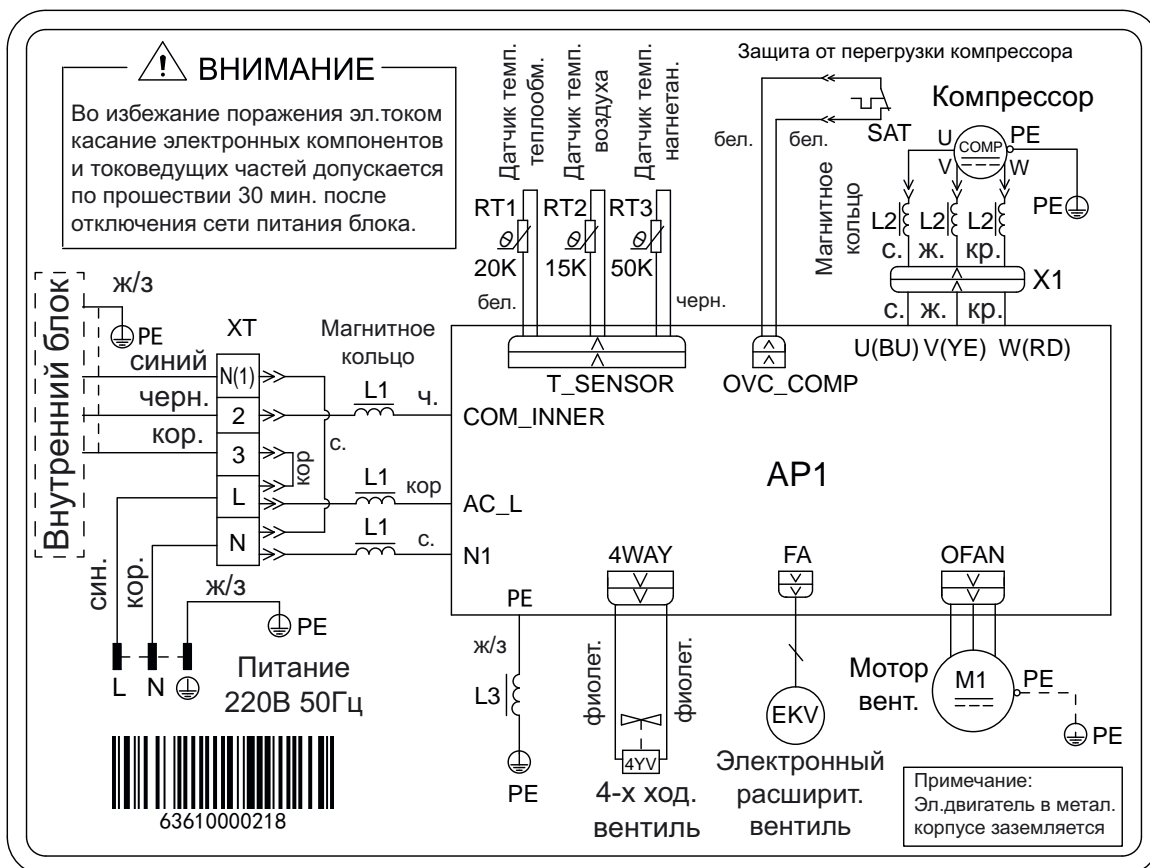 ВНИМАНИЕ
Во избежание поражения эл.током
касание электронных компонентов
и токоведущих частей допускается
по прошествии 30 мин. после
отключения сети питания блока.
Датчик темп.
теплообм.
Датчик темп.
воздуха
Датчик темп.
нагнетан.
RT1
RT2
RT3
θ
θ
θ
20K
15K
50K
бел.
черн.
Защита от перегрузки компрессора
бел.
бел.
SAT
Компрессор
COMP
U
V
W
PE
PE
Магнитное
кольцо
L2
L2
L2
с.
ж.
кр.
X1
с.
ж.
кр.
U(BU) V(YE) W(RD)
T_SENSOR
OVC_COMP
Внутренний блок
ж/з
PE
XT
синий
черн.
кор.
N(1)
2
3
L
N
кор
с.
Магнитное
кольцо
L1
ч.
COM_INNER
L1
кор
AC_L
L1
с.
N1
AP1
син.
кор.
ж/з
PE
L
N
Питание
220В 50Гц
63610000218
PE
ж/з
L3
PE
4WAY
фиолет.
фиолет.
4YV
4-х ход.
вентиль
FA
EKV
Электронный
расширит.
вентиль
OFAN
Мотор
вент.
M1
PE
PE
Примечание:
Эл.двигатель в метал.
корпусе заземляется